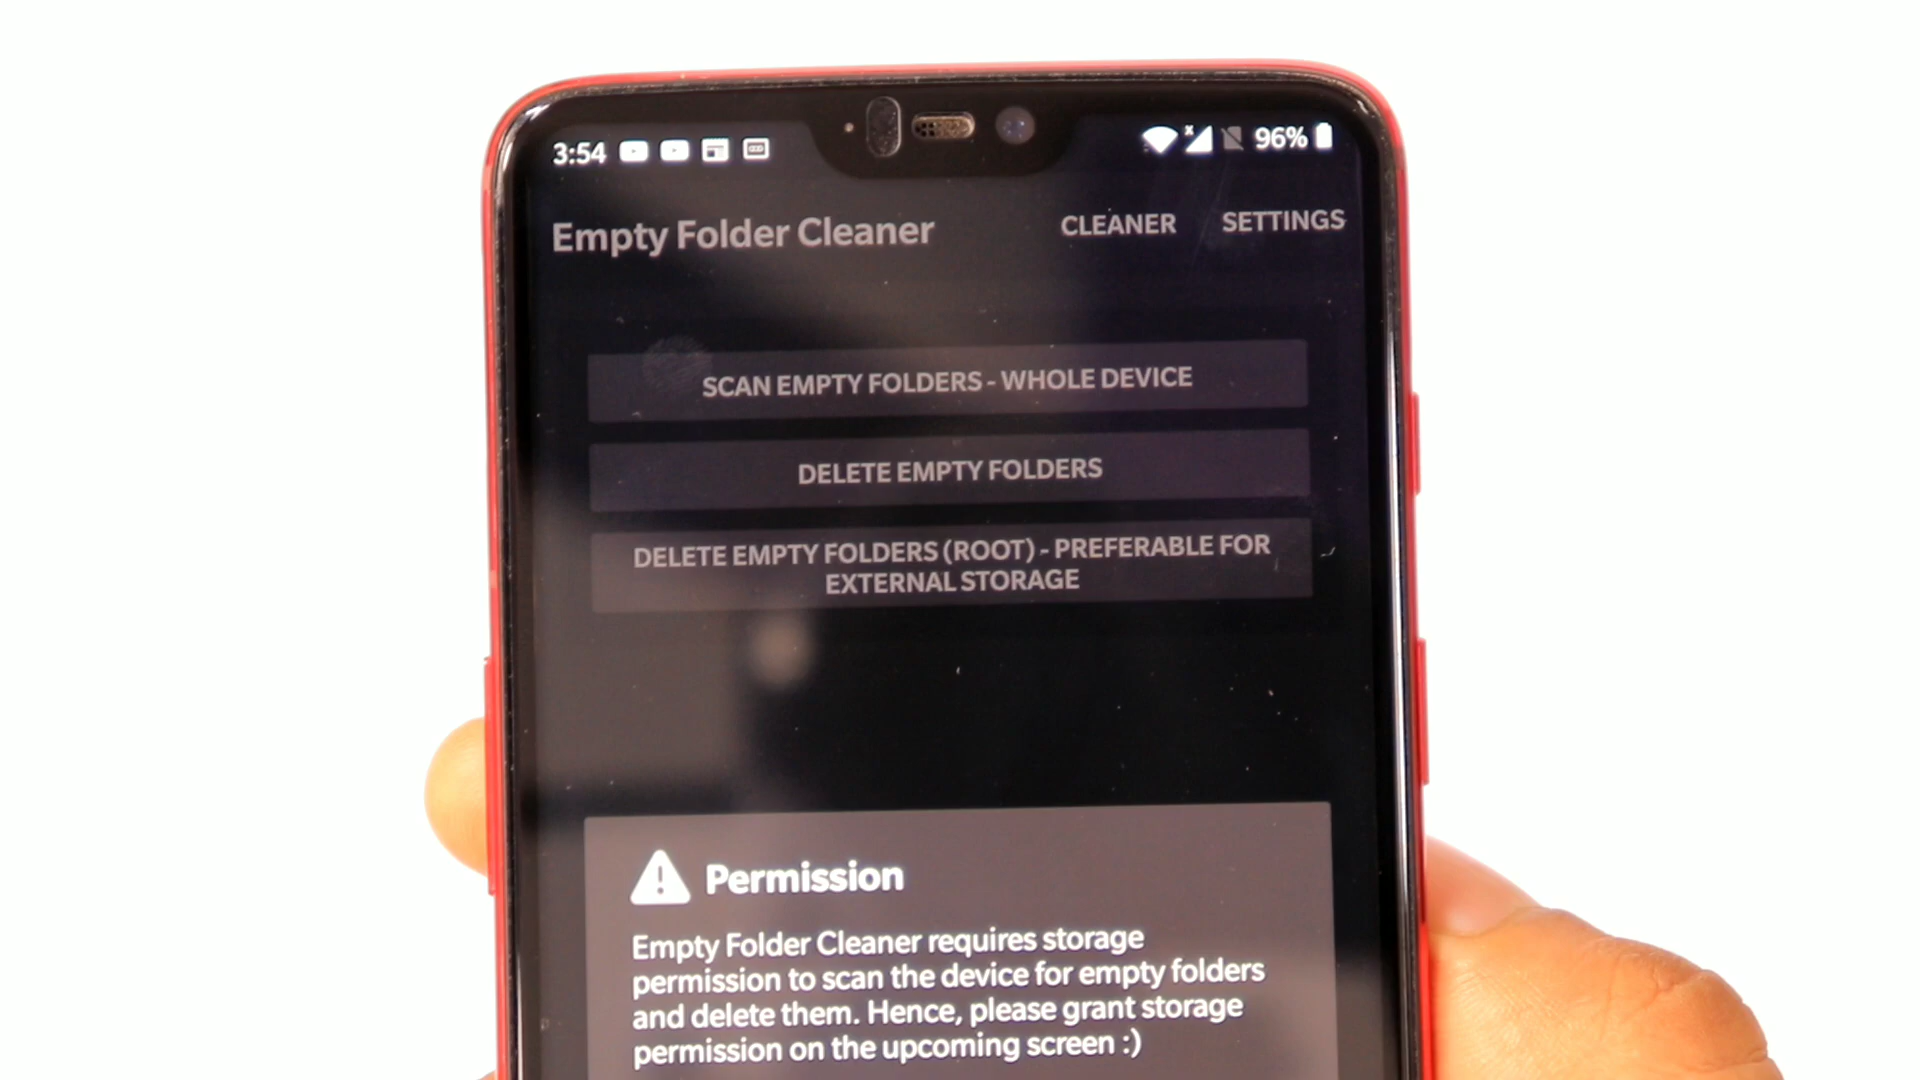 3:54 96%
Empty Folder Cleaner CLEANER SETTINGS
SCAN EMPTY FOLDERS - WHOLE DEVICE
DELETE EMPTY FOLDERS
DELETE EMPTY FOLDERS (ROOT) - PREFERABLE FOR
EXTERNAL STORAGE
Permission
Empty Folder Cleaner requires storage
permission to scan the device for empty folders
and delete them. Hence, please grant storage
permission on the upcoming screen :)